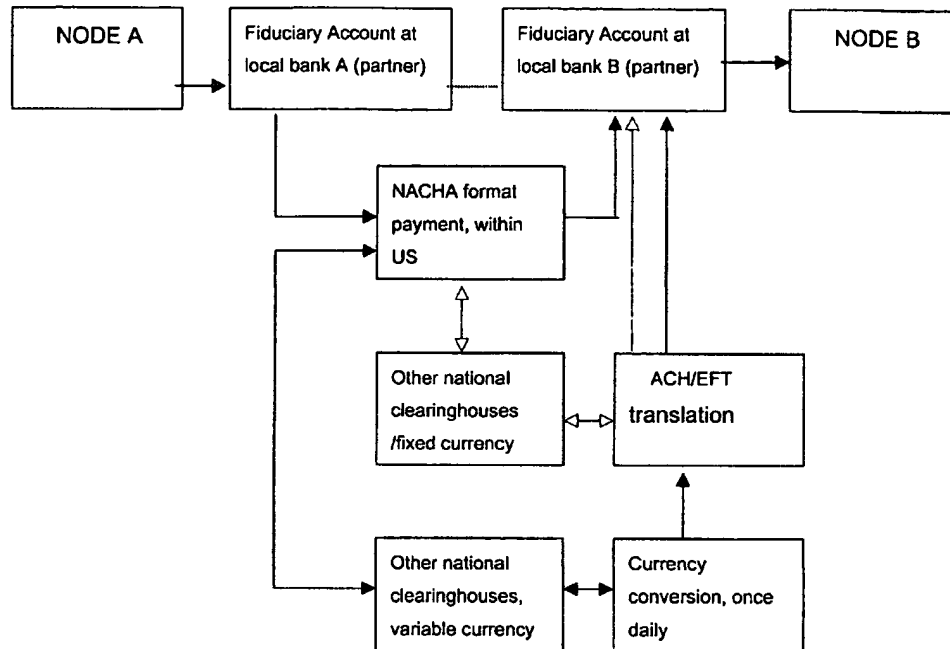 NODE A
Fiduciary Account at
local bank A (partner)
Fiduciary Account at
local bank B (partner)
NODE B
NACHA format
payment, within
US
Other national
clearinghouses
/fixed currency
ACH/EFT
translation
Other national
clearinghouses,
variable currency
Currency
conversion, once
daily